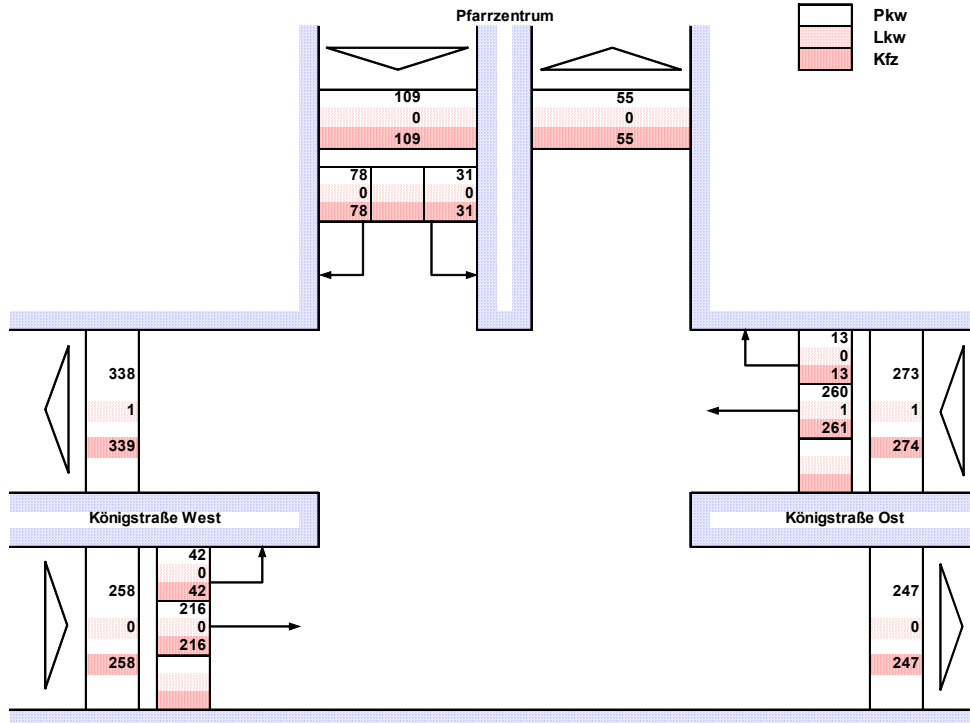 Pfarrzentrum
Pkw
Lkw
Kfz
109 55
0 0
109 55
78 31
0 0
78 31
13
0
338 13 273
260
1 1 1
261
339 274
Königstraße West Königstraße Ost
42
0
258 42 247
216
0 0 0
216
258 247